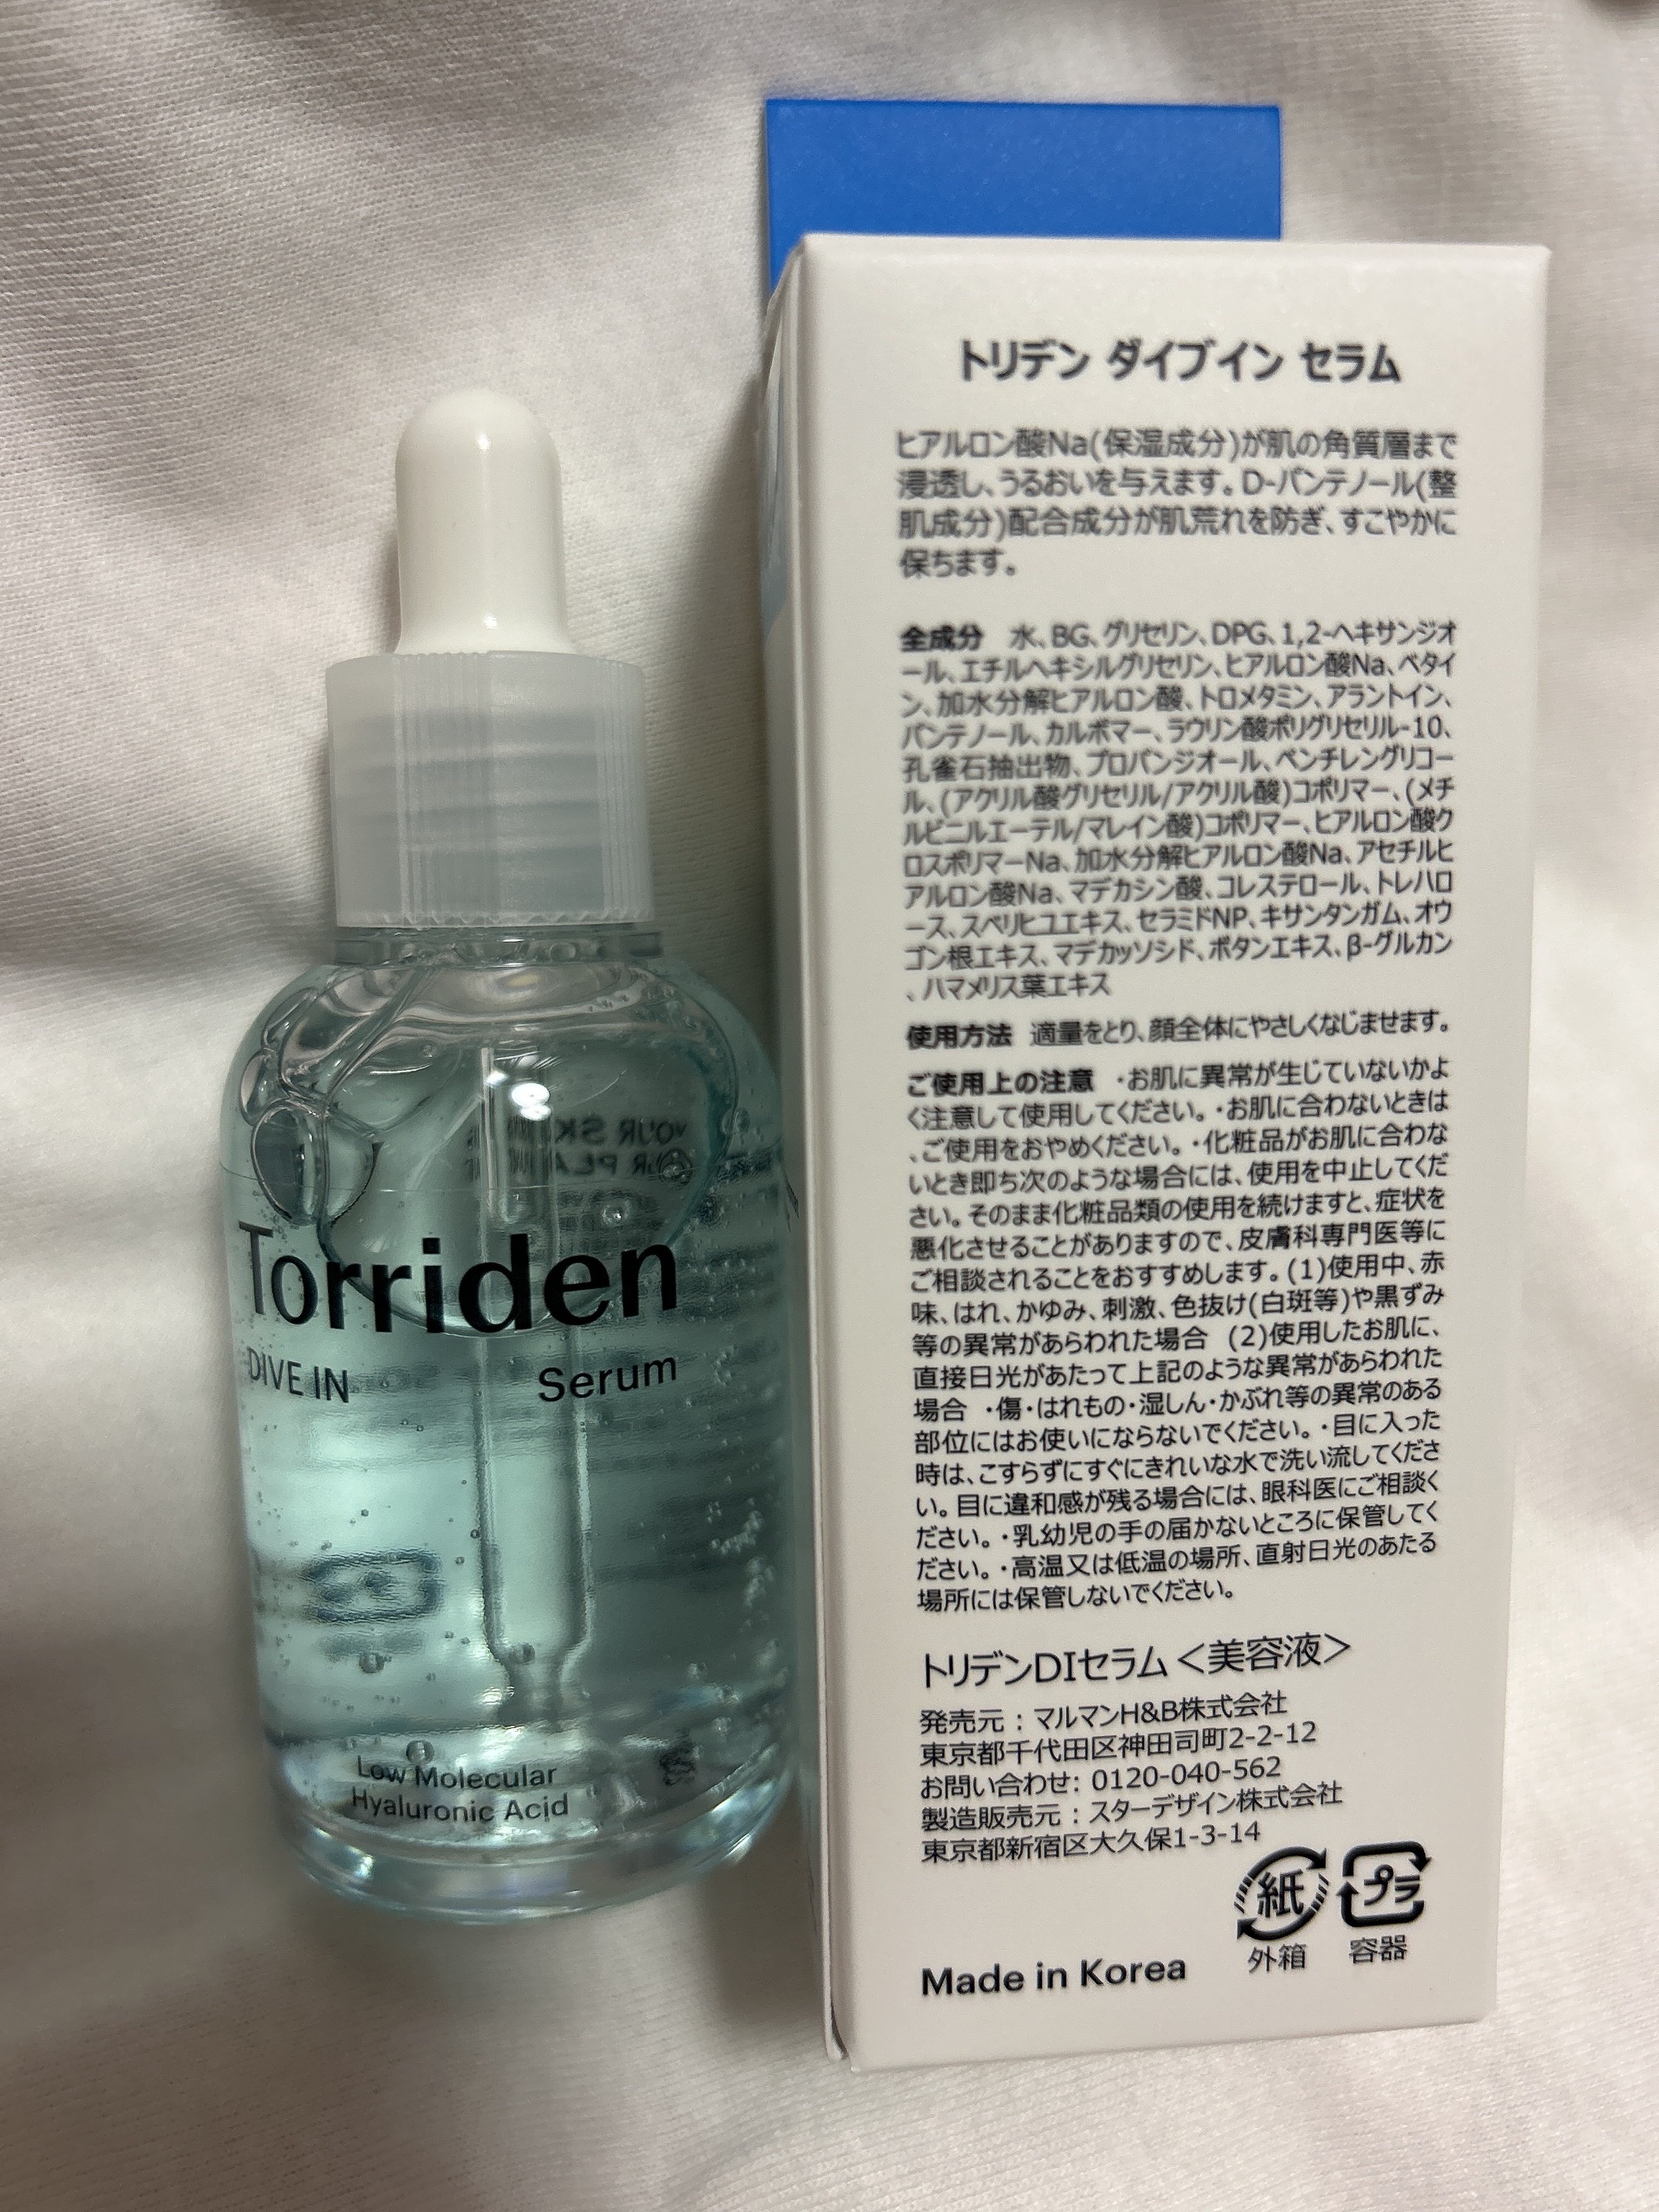 Torriden
DIVE IN
Serum
Low Molecular
Hyaluronic Acid
トリデン ダイブイン セラム
ヒアルロン酸Na(保湿成分)が肌の角質層まで
浸透し、うるおいを与えます。D-パンテノール(整
肌成分)配合成分が肌荒れを防ぎ、すこやかに
保ちます。
全成分 水、BG、グリセリン、DPG、1,2-ヘキサンジオ
ール、エチルヘキシルグリセリン、ヒアルロン酸Na、ベタイ
ン、加水分解ヒアルロン酸、トロメタミン、アラントイン、
パンテノール、カルボマー、ラウリン酸ポリグリセリル-10、
孔雀石抽出物、プロパンジオール、ペンチレングリコー
ル、(アクリル酸グリセリル/アクリル酸)コポリマー、(メチ
ルビニルエーテル/マレイン酸)コポリマー、ヒアルロン酸ク
ロスポリマーNa、加水分解ヒアルロン酸Na、アセチルヒ
アルロン酸Na、マデカシン酸、コレステロール、トレハロ
ース、スベリヒユエキス、セラミドNP、キサンタンガム、オウ
ゴン根エキス、マデカッソシド、ボタンエキス、β-グルカン
、ハマメリス葉エキス
使用方法 適量をとり、顔全体にやさしくなじませます。
ご使用上の注意 ・お肌に異常が生じていないかよ
く注意して使用してください。・お肌に合わないときは
、ご使用をおやめください。・化粧品がお肌に合わな
いとき即ち次のような場合には、使用を中止してくだ
さい。そのまま化粧品類の使用を続けますと、症状を
悪化させることがありますので、皮膚科専門医等に
ご相談されることをおすすめします。(1)使用中、赤
味、はれ、かゆみ、刺激、色抜け(白斑等)や黒ずみ
等の異常があらわれた場合 (2)使用したお肌に、
直接日光があたって上記のような異常があらわれた
場合 ・傷・はれもの・湿しん・かぶれ等の異常のある
部位にはお使いにならないでください。・目に入った
時は、こすらずにすぐにきれいな水で洗い流してくださ
い。目に違和感が残る場合には、眼科医にご相談く
ださい。・乳幼児の手の届かないところに保管してく
ださい。・高温又は低温の場所、直射日光のあたる
場所には保管しないでください。
トリデンDIセラム＜美容液＞
発売元：マルマンH&B株式会社
東京都千代田区神田司町2-2-12
お問い合わせ: 0120-040-562
製造販売元：スターデザイン株式会社
東京都新宿区大久保1-3-14
紙 プラ
外箱 容器
Made in Korea